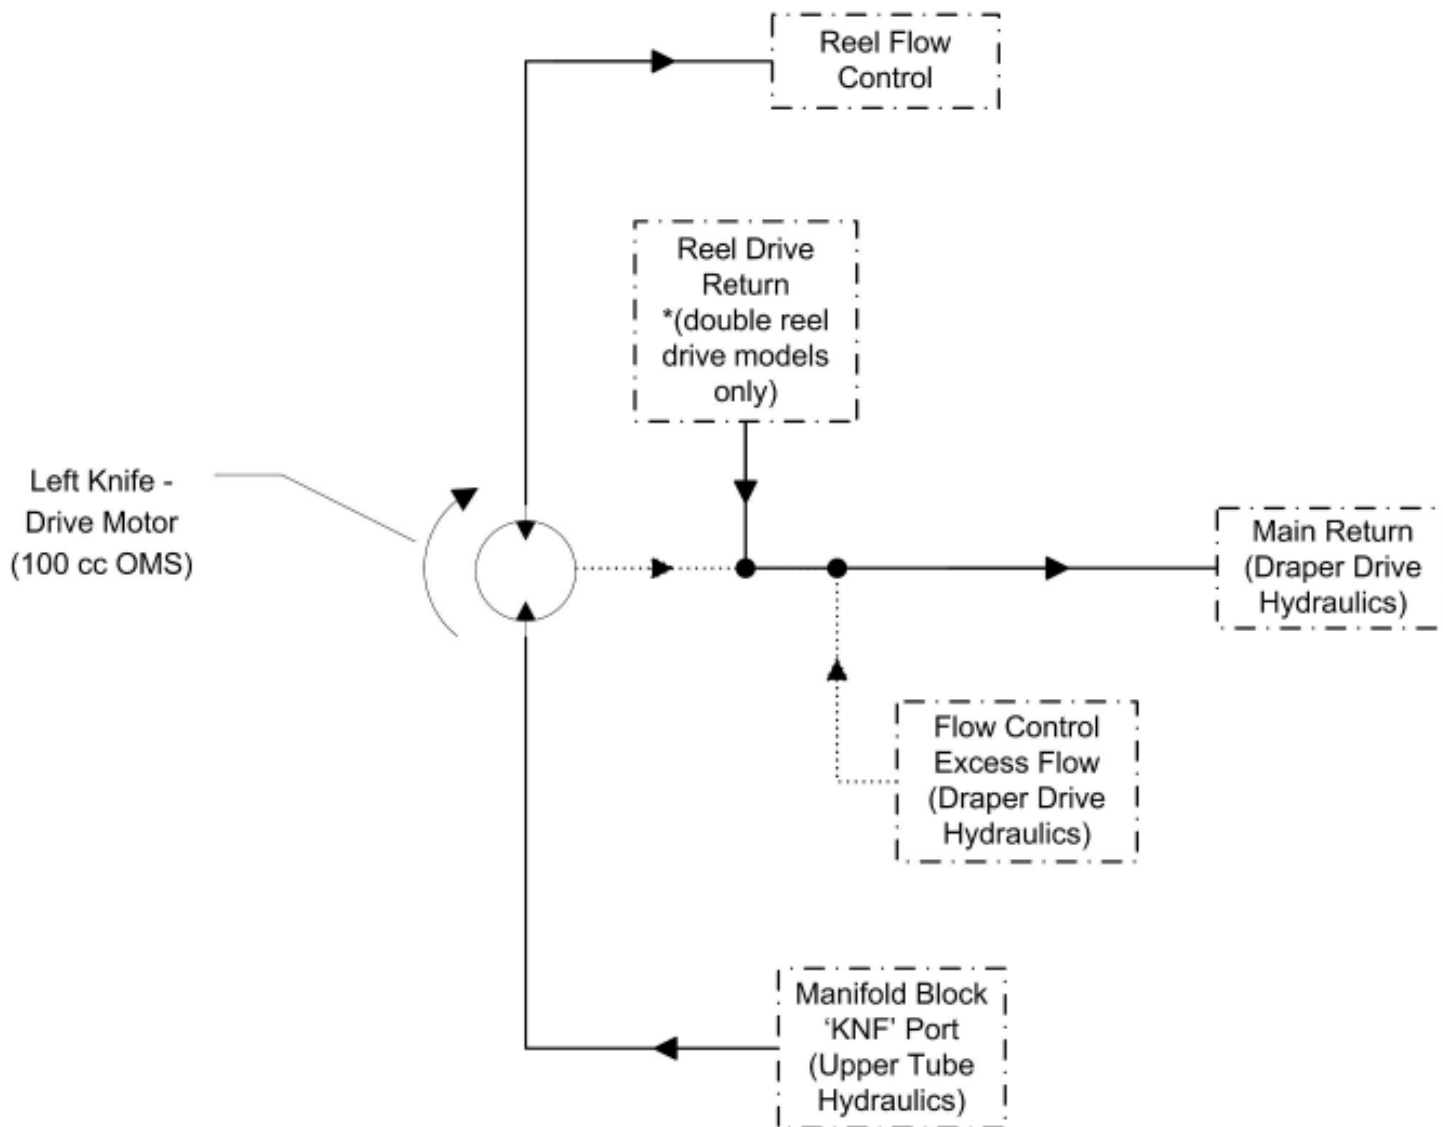 Reel Flow
Control
Reel Drive
Return
*(double reel
drive models
only)
Left Knife -
Drive Motor
(100 cc OMS)
Main Return
(Draper Drive
Hydraulics)
Flow Control
Excess Flow
(Draper Drive
Hydraulics)
Manifold Block
‘KNF’ Port
(Upper Tube
Hydraulics)